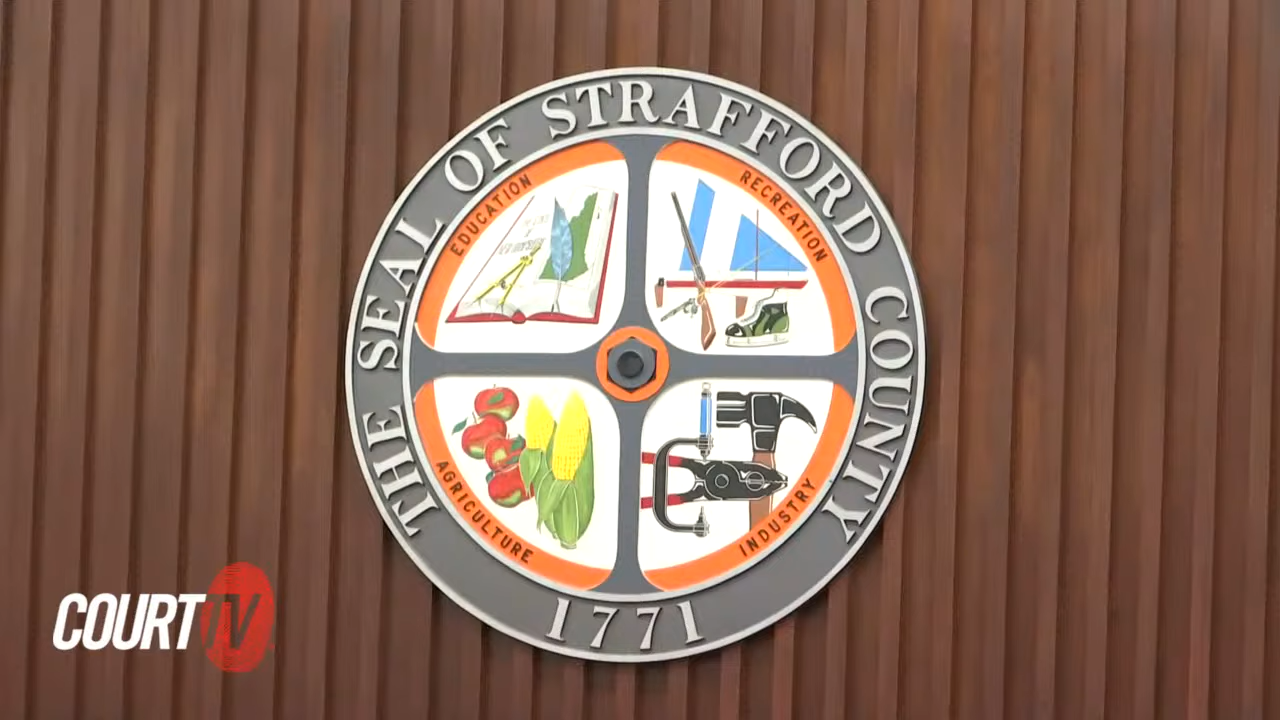 THE SEAL OF STRAFFORD COUNTY
EDUCATION
RECREATION
AGRICULTURE
INDUSTRY
1771
COURT TV